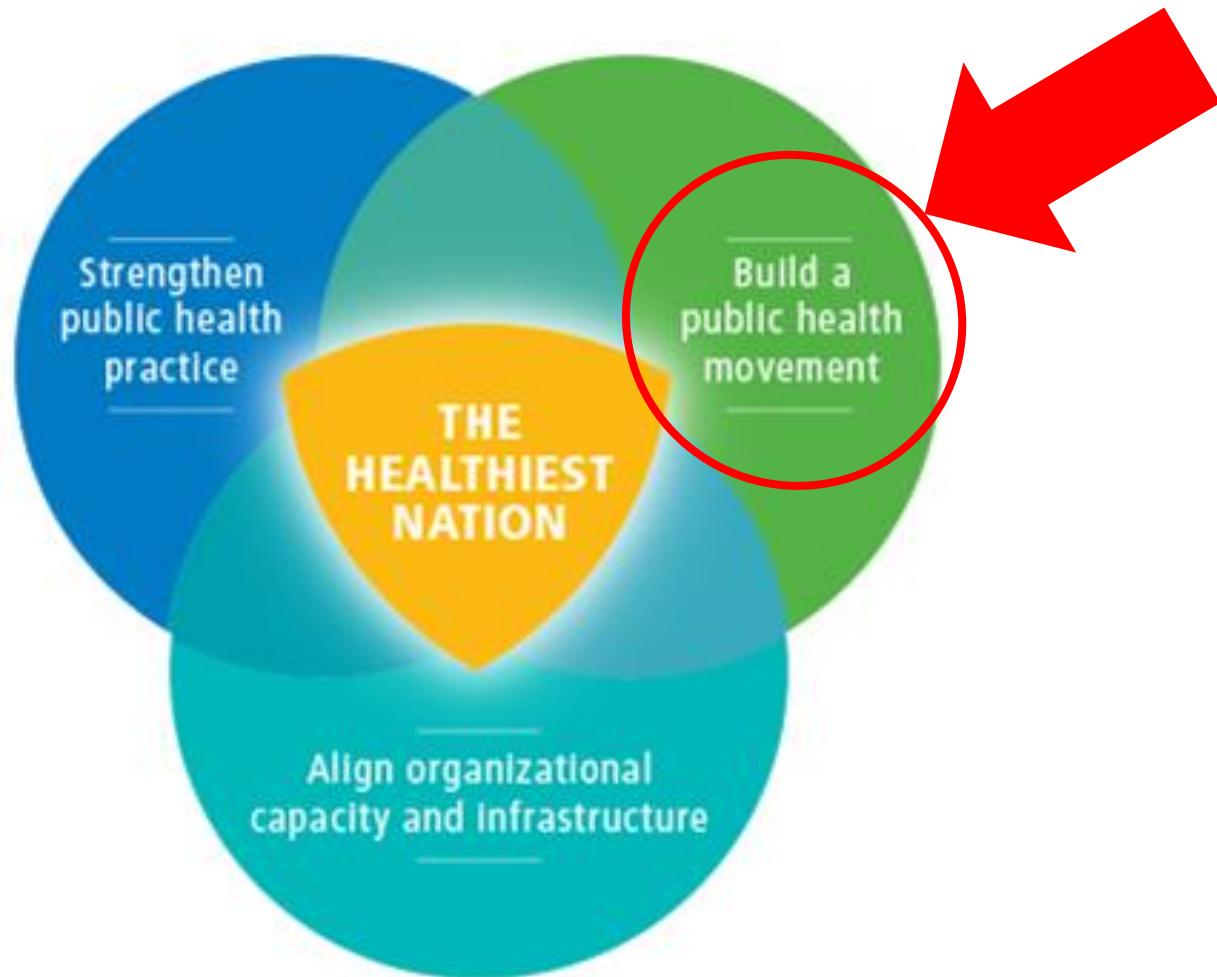 Strengthen
public health
practice
Build a
public health
movement
THE
HEALTHIEST
NATION
Align organizational
capacity and infrastructure